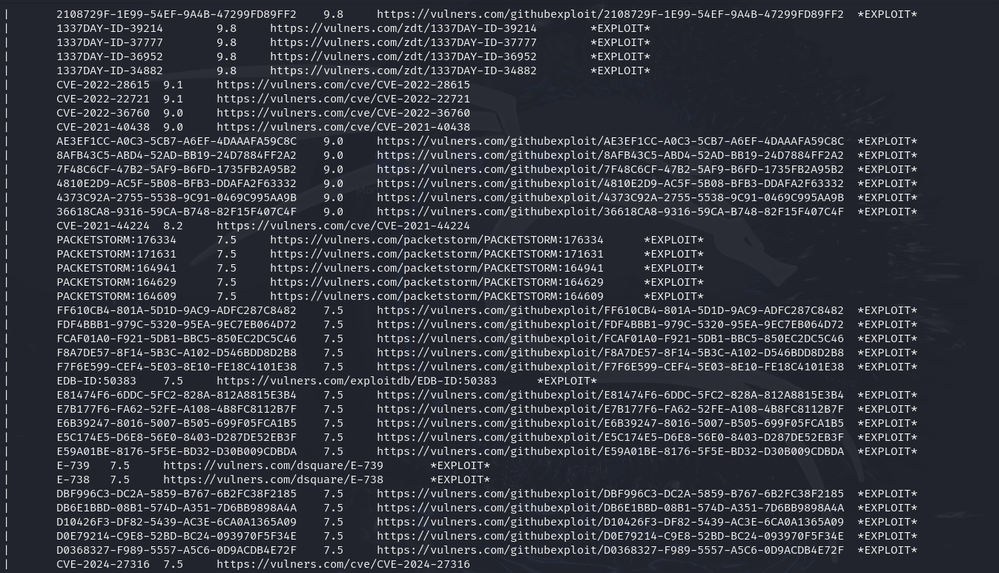 | 2108729F-1E99-54EF-9A4B-47299FD89FF2 9.8 https://vulners.com/githubexploit/2108729F-1E99-54EF-9A4B-47299FD89FF2 *EXPLOIT*
| 1337DAY-ID-39214 9.8 https://vulners.com/zdt/1337DAY-ID-39214 *EXPLOIT*
| 1337DAY-ID-37777 9.8 https://vulners.com/zdt/1337DAY-ID-37777 *EXPLOIT*
| 1337DAY-ID-36952 9.8 https://vulners.com/zdt/1337DAY-ID-36952 *EXPLOIT*
| 1337DAY-ID-34882 9.8 https://vulners.com/zdt/1337DAY-ID-34882 *EXPLOIT*
| CVE-2022-28615 9.1 https://vulners.com/cve/CVE-2022-28615
| CVE-2022-22721 9.1 https://vulners.com/cve/CVE-2022-22721
| CVE-2022-36760 9.0 https://vulners.com/cve/CVE-2022-36760
| CVE-2021-40438 9.0 https://vulners.com/cve/CVE-2021-40438
| AE3EF1CC-A0C3-5CB7-A6EF-4DAAAFA59C8C 9.0 https://vulners.com/githubexploit/AE3EF1CC-A0C3-5CB7-A6EF-4DAAAFA59C8C *EXPLOIT*
| 8AFB43C5-ABD4-52AD-BB19-24D7884FF2A2 9.0 https://vulners.com/githubexploit/8AFB43C5-ABD4-52AD-BB19-24D7884FF2A2 *EXPLOIT*
| 7F48C6CF-47B2-5AF9-B6FD-1735FB2A95B2 9.0 https://vulners.com/githubexploit/7F48C6CF-47B2-5AF9-B6FD-1735FB2A95B2 *EXPLOIT*
| 4810E2D9-AC5F-5B08-BFB3-DDAFA2F63332 9.0 https://vulners.com/githubexploit/4810E2D9-AC5F-5B08-BFB3-DDAFA2F63332 *EXPLOIT*
| 4373C92A-2755-5538-9C91-0469C995AA9B 9.0 https://vulners.com/githubexploit/4373C92A-2755-5538-9C91-0469C995AA9B *EXPLOIT*
| 36618CA8-9316-59CA-B748-82F15F407C4F 9.0 https://vulners.com/githubexploit/36618CA8-9316-59CA-B748-82F15F407C4F *EXPLOIT*
| CVE-2021-44224 8.2 https://vulners.com/cve/CVE-2021-44224
| PACKETSTORM:176334 7.5 https://vulners.com/packetstorm/PACKETSTORM:176334 *EXPLOIT*
| PACKETSTORM:171631 7.5 https://vulners.com/packetstorm/PACKETSTORM:171631 *EXPLOIT*
| PACKETSTORM:164941 7.5 https://vulners.com/packetstorm/PACKETSTORM:164941 *EXPLOIT*
| PACKETSTORM:164629 7.5 https://vulners.com/packetstorm/PACKETSTORM:164629 *EXPLOIT*
| PACKETSTORM:164609 7.5 https://vulners.com/packetstorm/PACKETSTORM:164609 *EXPLOIT*
| FF610CB4-801A-5D1D-9AC9-ADFC287C8482 7.5 https://vulners.com/githubexploit/FF610CB4-801A-5D1D-9AC9-ADFC287C8482 *EXPLOIT*
| FDF4BBB1-979C-5320-95EA-9EC7EB064D72 7.5 https://vulners.com/githubexploit/FDF4BBB1-979C-5320-95EA-9EC7EB064D72 *EXPLOIT*
| FCAF01A0-F921-5DB1-BBC5-850EC2DC5C46 7.5 https://vulners.com/githubexploit/FCAF01A0-F921-5DB1-BBC5-850EC2DC5C46 *EXPLOIT*
| F8A7DE57-8F14-5B3C-A102-D546BDD8D2B8 7.5 https://vulners.com/githubexploit/F8A7DE57-8F14-5B3C-A102-D546BDD8D2B8 *EXPLOIT*
| F7F6E599-CEF4-5E03-8E10-FE18C4101E38 7.5 https://vulners.com/githubexploit/F7F6E599-CEF4-5E03-8E10-FE18C4101E38 *EXPLOIT*
| EDB-ID:50383 7.5 https://vulners.com/exploitdb/EDB-ID:50383 *EXPLOIT*
| E81474F6-6DDC-5FC2-828A-812A8815E3B4 7.5 https://vulners.com/githubexploit/E81474F6-6DDC-5FC2-828A-812A8815E3B4 *EXPLOIT*
| E7B177F6-FA62-52FE-A108-4B8FC8112B7F 7.5 https://vulners.com/githubexploit/E7B177F6-FA62-52FE-A108-4B8FC8112B7F *EXPLOIT*
| E6B39247-8016-5007-B505-699F05FCA1B5 7.5 https://vulners.com/githubexploit/E6B39247-8016-5007-B505-699F05FCA1B5 *EXPLOIT*
| E5C174E5-D6E8-56E0-8403-D287DE52EB3F 7.5 https://vulners.com/githubexploit/E5C174E5-D6E8-56E0-8403-D287DE52EB3F *EXPLOIT*
| E59A01BE-8176-5F5E-BD32-D30B009CDBDA 7.5 https://vulners.com/githubexploit/E59A01BE-8176-5F5E-BD32-D30B009CDBDA *EXPLOIT*
| E-739 7.5 https://vulners.com/dsquare/E-739 *EXPLOIT*
| E-738 7.5 https://vulners.com/dsquare/E-738 *EXPLOIT*
| DBF996C3-DC2A-5859-B767-6B2FC38F2185 7.5 https://vulners.com/githubexploit/DBF996C3-DC2A-5859-B767-6B2FC38F2185 *EXPLOIT*
| DB6E1BBD-08B1-574D-A351-7D6BB9898A4A 7.5 https://vulners.com/githubexploit/DB6E1BBD-08B1-574D-A351-7D6BB9898A4A *EXPLOIT*
| D10426F3-DF82-5439-AC3E-6CA0A1365A09 7.5 https://vulners.com/githubexploit/D10426F3-DF82-5439-AC3E-6CA0A1365A09 *EXPLOIT*
| D0E79214-C9E8-52BD-BC24-093970F5F34E 7.5 https://vulners.com/githubexploit/D0E79214-C9E8-52BD-BC24-093970F5F34E *EXPLOIT*
| D0368327-F989-5557-A5C6-0D9ACDB4E72F 7.5 https://vulners.com/githubexploit/D0368327-F989-5557-A5C6-0D9ACDB4E72F *EXPLOIT*
| CVE-2024-27316 7.5 https://vulners.com/cve/CVE-2024-27316